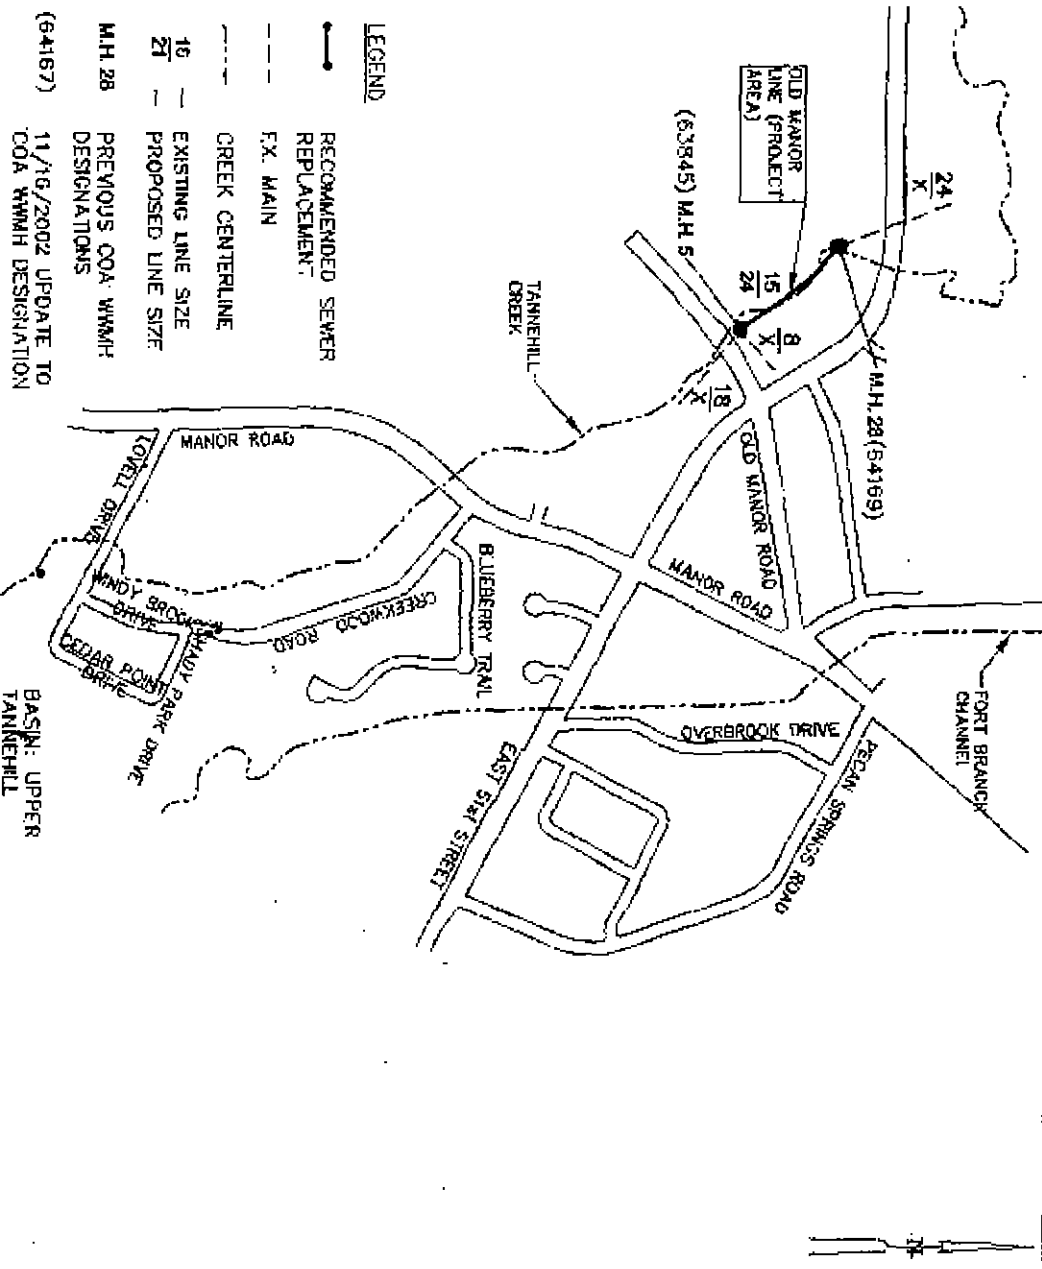 LEGEND
RECOMMENDED SEWER
REPLACEMENT
EX. MAIN
CREEK CENTERLINE
15 — EXISTING LINE SIZE
21 — PROPOSED LINE SIZE
M.H. 28 PREVIOUS COA WWMH
DESIGNATIONS
(64167) 11/16/2002 UPDATE TO
COA WWMH DESIGNATION
OLD MANOR
LINE (PROJECT
AREA)
(63845) M.H. 5
24
X
15
24
8
X
18
X
M.H. 28 (64169)
TANNEHILL
CREEK
OLD MANOR ROAD
MANOR ROAD
MANOR ROAD
LOVELL DRIVE
WINDY BROOK
DRIVE
CEDAR POINT
DRIVE
SHADY PARK DRIVE
CREEKWOOD ROAD
BLUEBERRY TRAIL
EAST 51st STREET
OVERBROOK DRIVE
PECAN SPRINGS ROAD
FORT BRANCH
CHANNEL
BASIN: UPPER
TANNEHILL
N